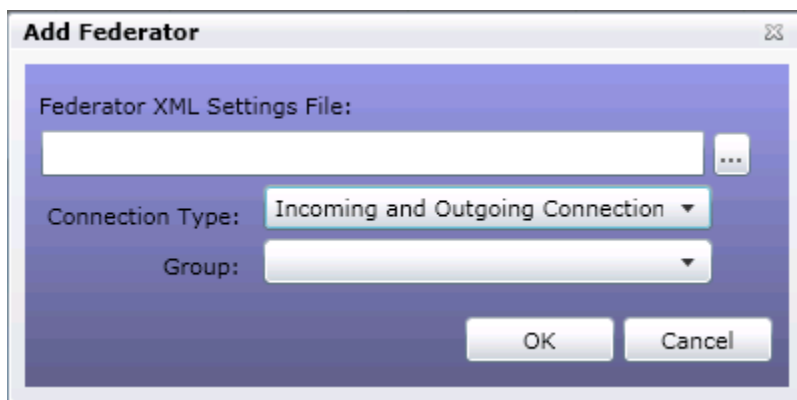 Add Federator
Federator XML Settings File:
...
Connection Type: Incoming and Outgoing Connection
Group:
OK Cancel